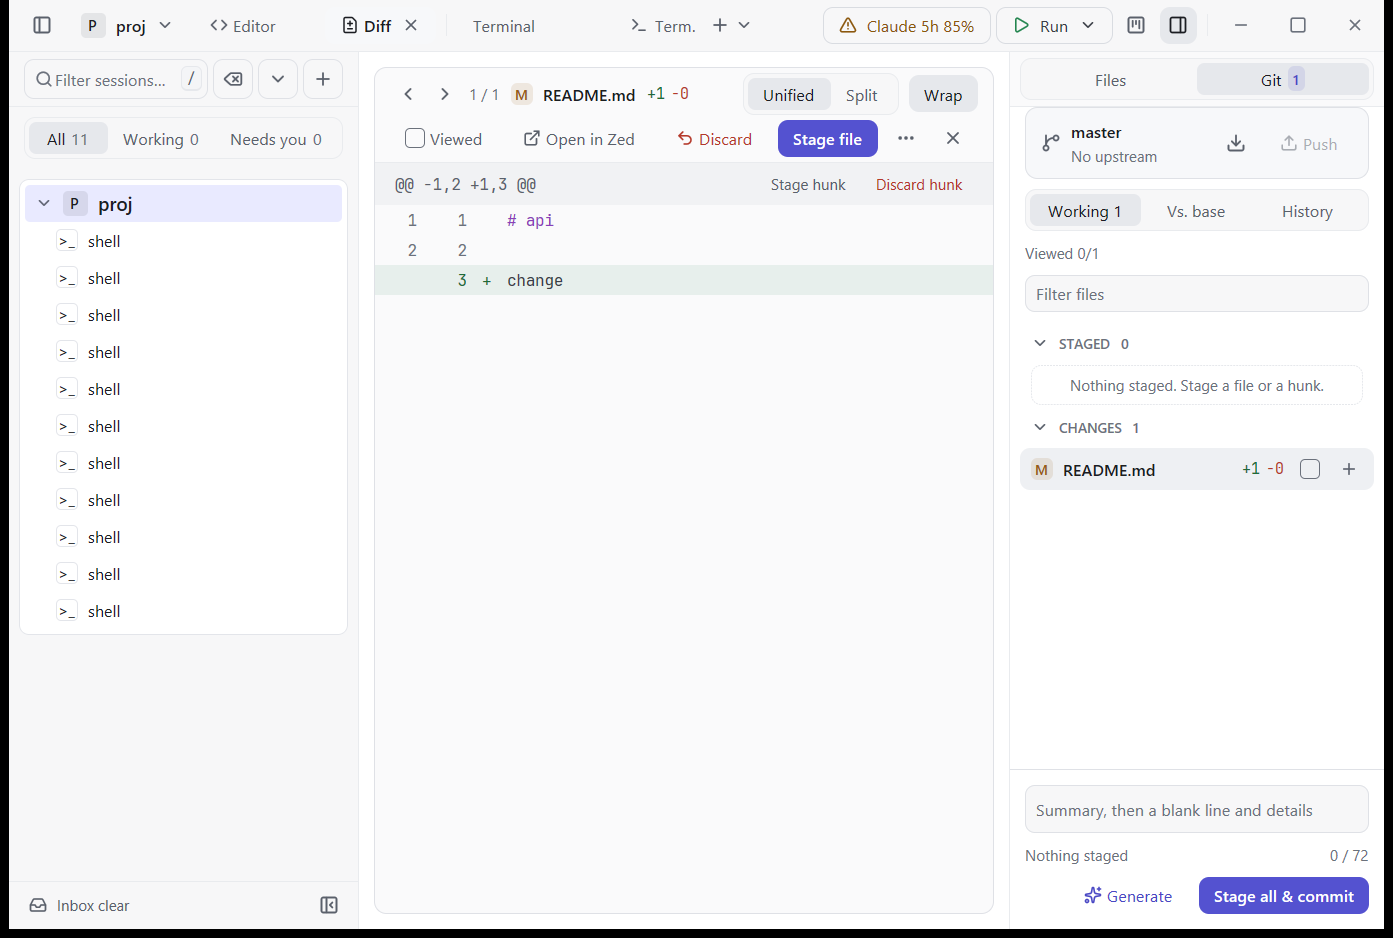 P proj Editor Diff Terminal >_ Term. Claude 5h 85% Run
Filter sessions... /
All 11 Working 0 Needs you 0
P proj
>_ shell
>_ shell
>_ shell
>_ shell
>_ shell
>_ shell
>_ shell
>_ shell
>_ shell
>_ shell
>_ shell
Inbox clear
1 / 1 M README.md +1 -0 Unified Split Wrap
Viewed Open in Zed Discard Stage file
@@ -1,2 +1,3 @@ Stage hunk Discard hunk
1 1 # api
2 2
3 + change
Files Git 1
master
No upstream
Push
Working 1 Vs. base History
Viewed 0/1
Filter files
STAGED 0
Nothing staged. Stage a file or a hunk.
CHANGES 1
M README.md +1 -0
Summary, then a blank line and details
Nothing staged 0 / 72
Generate Stage all & commit